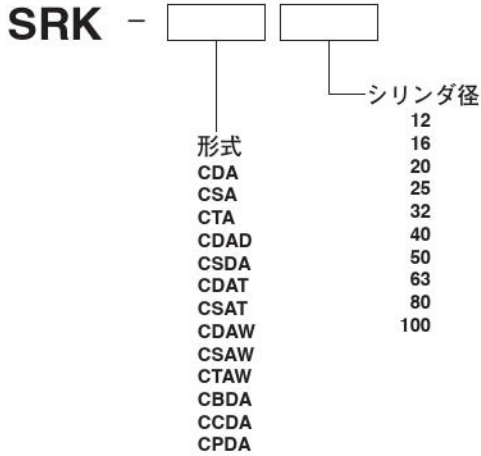 SRK -
形式
CDA
CSA
CTA
CDAD
CSDA
CDAT
CSAT
CDAW
CSAW
CTAW
CBDA
CCDA
CPDA
シリンダ径
12
16
20
25
32
40
50
63
80
100